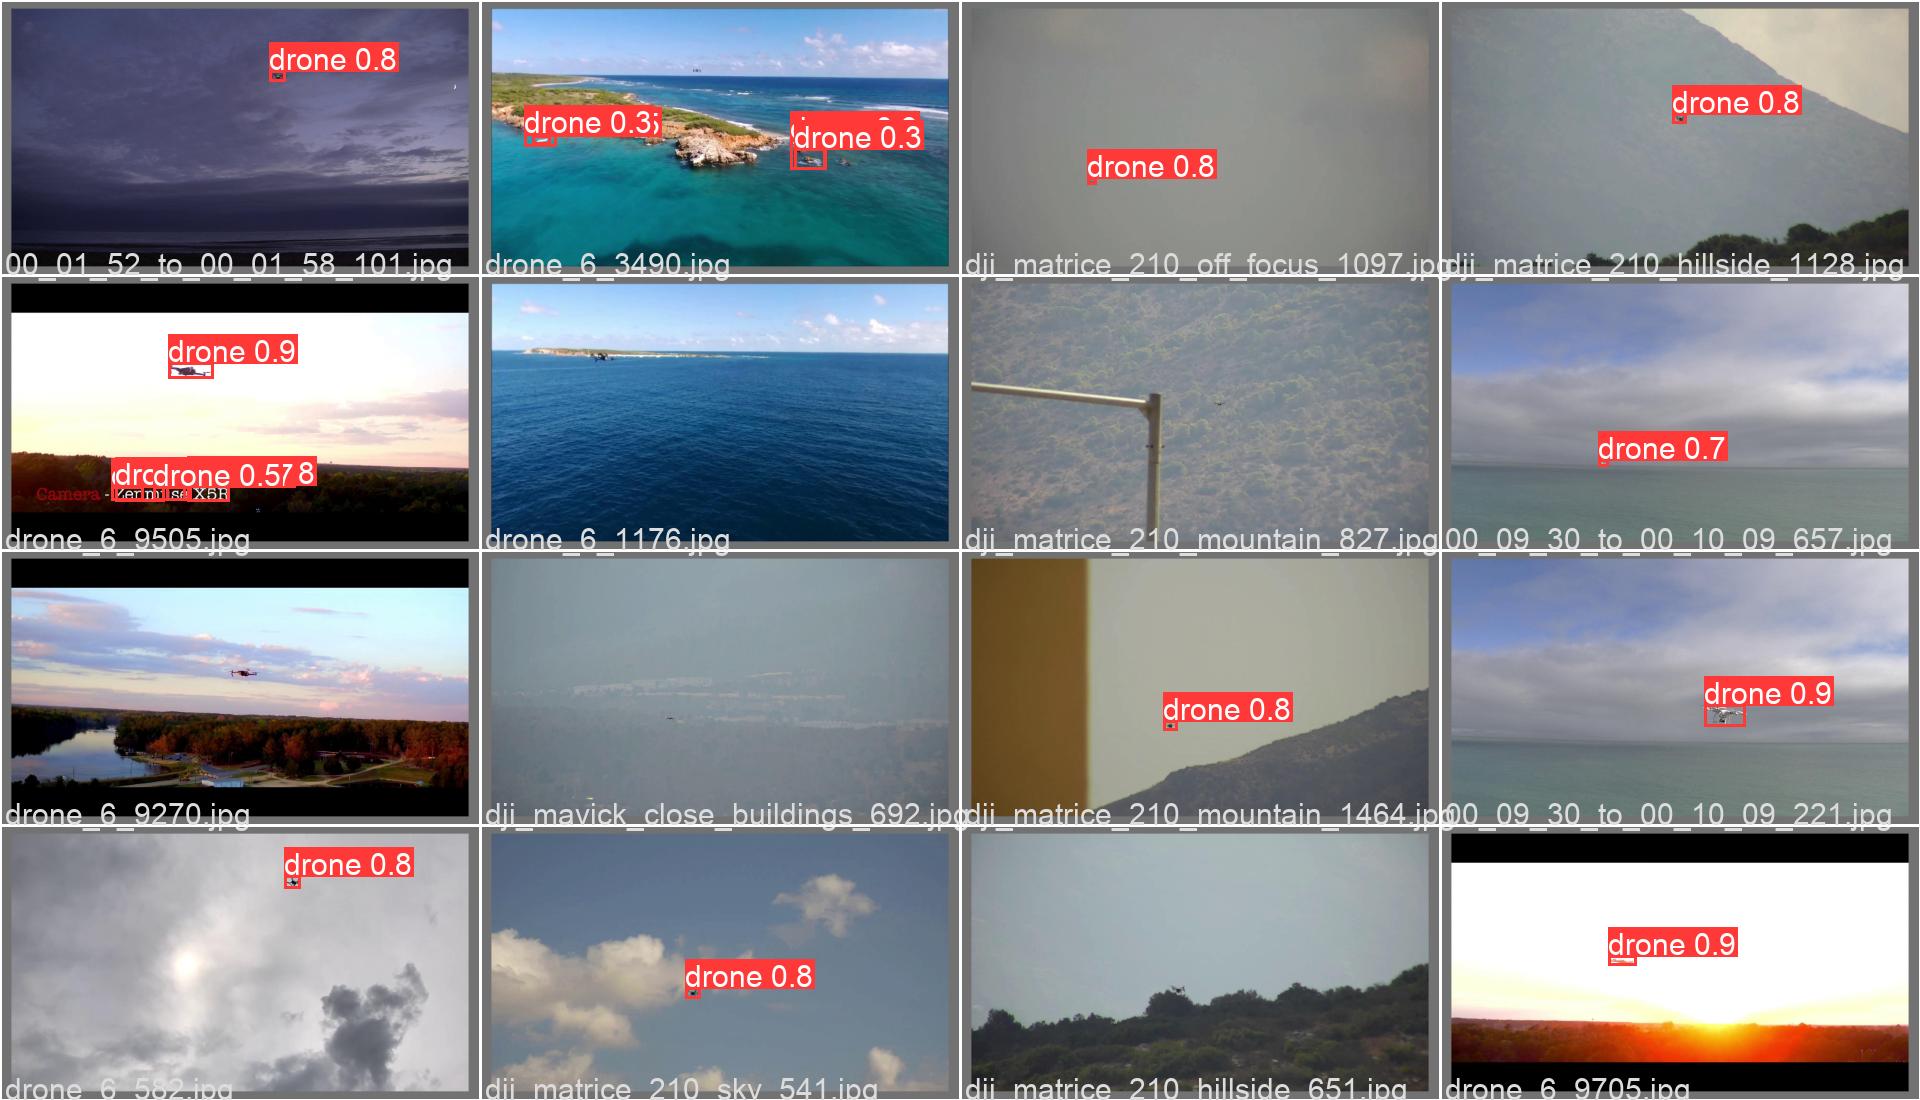 drone 0.8
00_01_52_to_00_01_58_101.jpg
drone 0.3
drone 0.3
drone_6_3490.jpg
drone 0.8
dji_matrice_210_off_focus_1097.jpg
drone 0.8
dji_matrice_210_hillside_1128.jpg
drone 0.9
drone 0.57 8
Camera - Zenmuse X5R
drone_6_9505.jpg
drone_6_1176.jpg
dji_matrice_210_mountain_827.jpg
drone 0.7
00_09_30_to_00_10_09_657.jpg
drone_6_9270.jpg
dji_mavick_close_buildings_692.jpg
drone 0.8
dji_matrice_210_mountain_1464.jpg
drone 0.9
00_09_30_to_00_10_09_221.jpg
drone 0.8
drone_6_582.jpg
drone 0.8
dji_matrice_210_sky_541.jpg
dji_matrice_210_hillside_651.jpg
drone 0.9
drone_6_9705.jpg